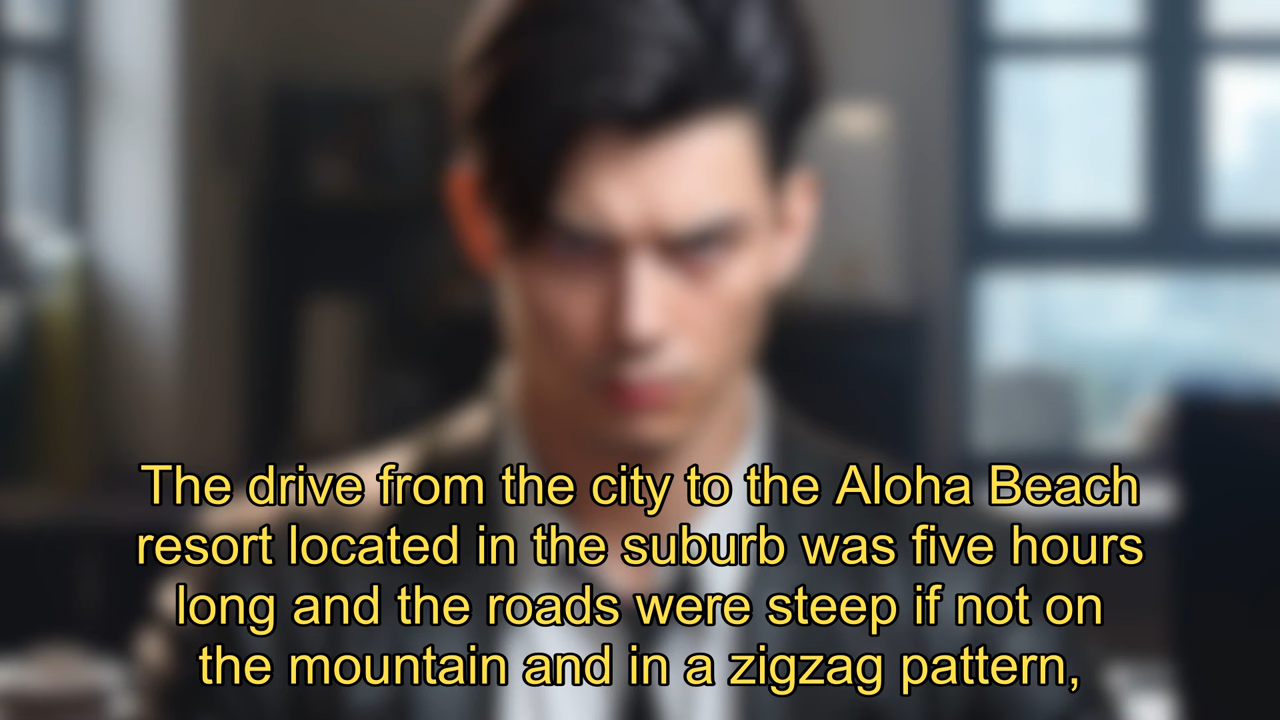 The drive from the city to the Aloha Beach
resort located in the suburb was five hours
long and the roads were steep if not on
the mountain and in a zigzag pattern,